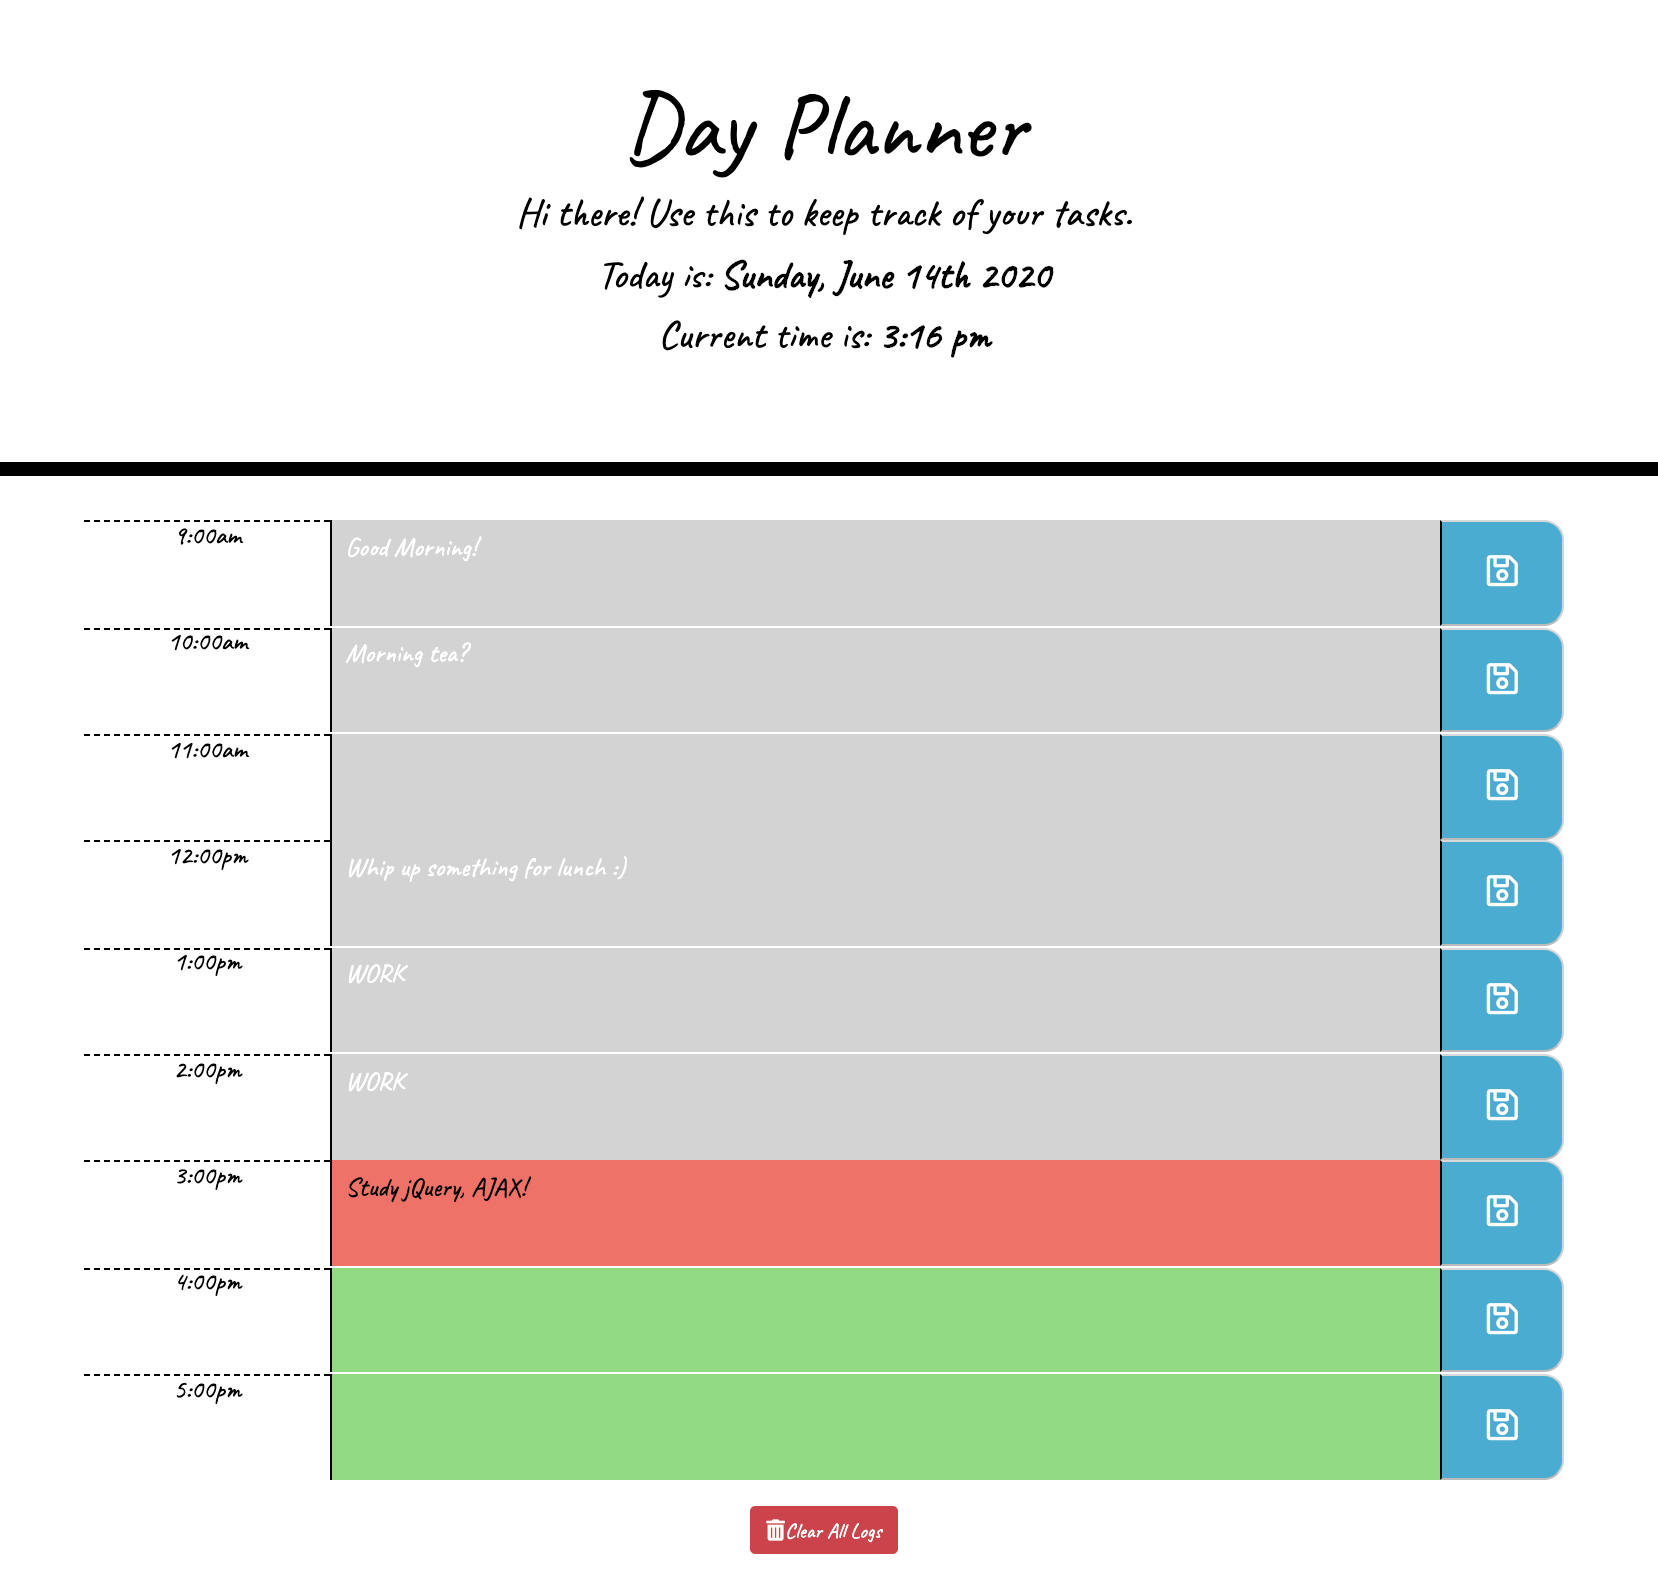 Day Planner
Hi there! Use this to keep track of your tasks.
Today is: Sunday, June 14th 2020
Current time is: 3:16 pm
9:00am
Good Morning!
10:00am
Morning tea?
11:00am
12:00pm
Whip up something for lunch :)
1:00pm
WORK
2:00pm
WORK
3:00pm
Study jQuery, AJAX!
4:00pm
5:00pm
Clear All Logs